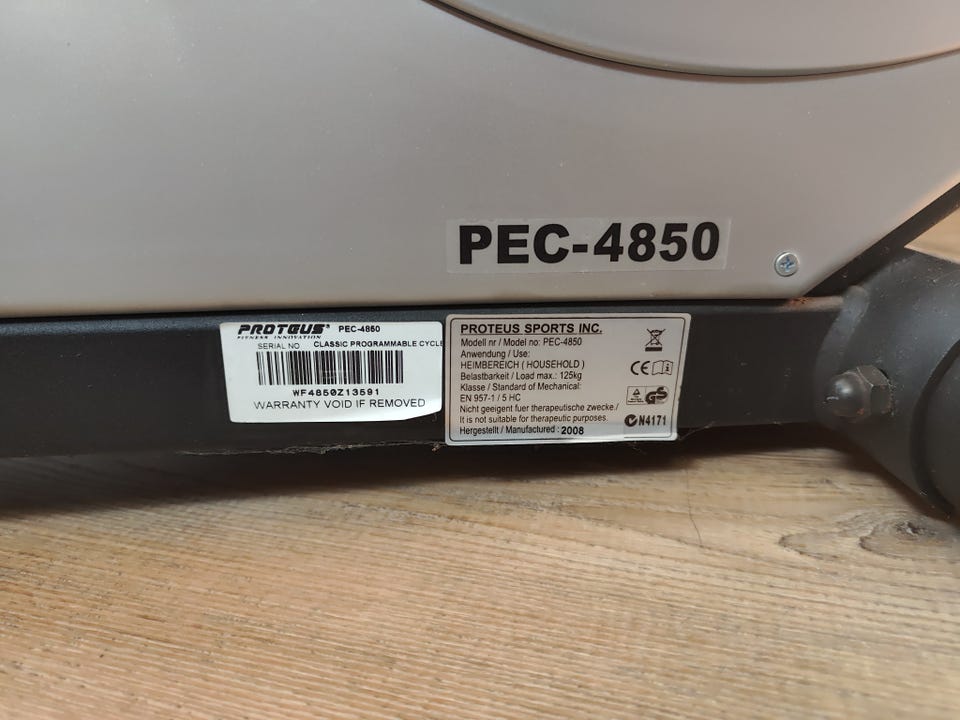 PEC-4850
PROTEUS® PEC-4850
FITNESS INNOVATION
SERIAL NO CLASSIC PROGRAMMABLE CYCLE
WF4850Z13591
WARRANTY VOID IF REMOVED
PROTEUS SPORTS INC.
Modell nr / Model no: PEC-4850
Anwendung / Use:
HEIMBEREICH ( HOUSEHOLD )
Belastbarkeit / Load max.: 125kg
Klasse / Standard of Mechanical:
EN 957-1 / 5 HC
Nicht geeignet fuer therapeutische zwecke./
It is not suitable for therapeutic purposes.
Hergestellt / Manufactured : 2008
CE
GS
N4171